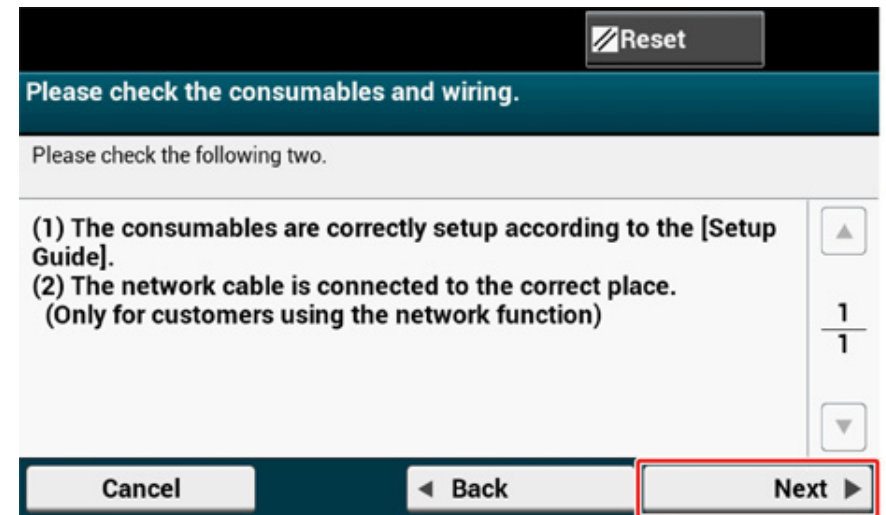 Reset
Please check the consumables and wiring.
Please check the following two.
(1) The consumables are correctly setup according to the [Setup
Guide].
(2) The network cable is connected to the correct place.
(Only for customers using the network function)
1
1
Cancel
Back
Next